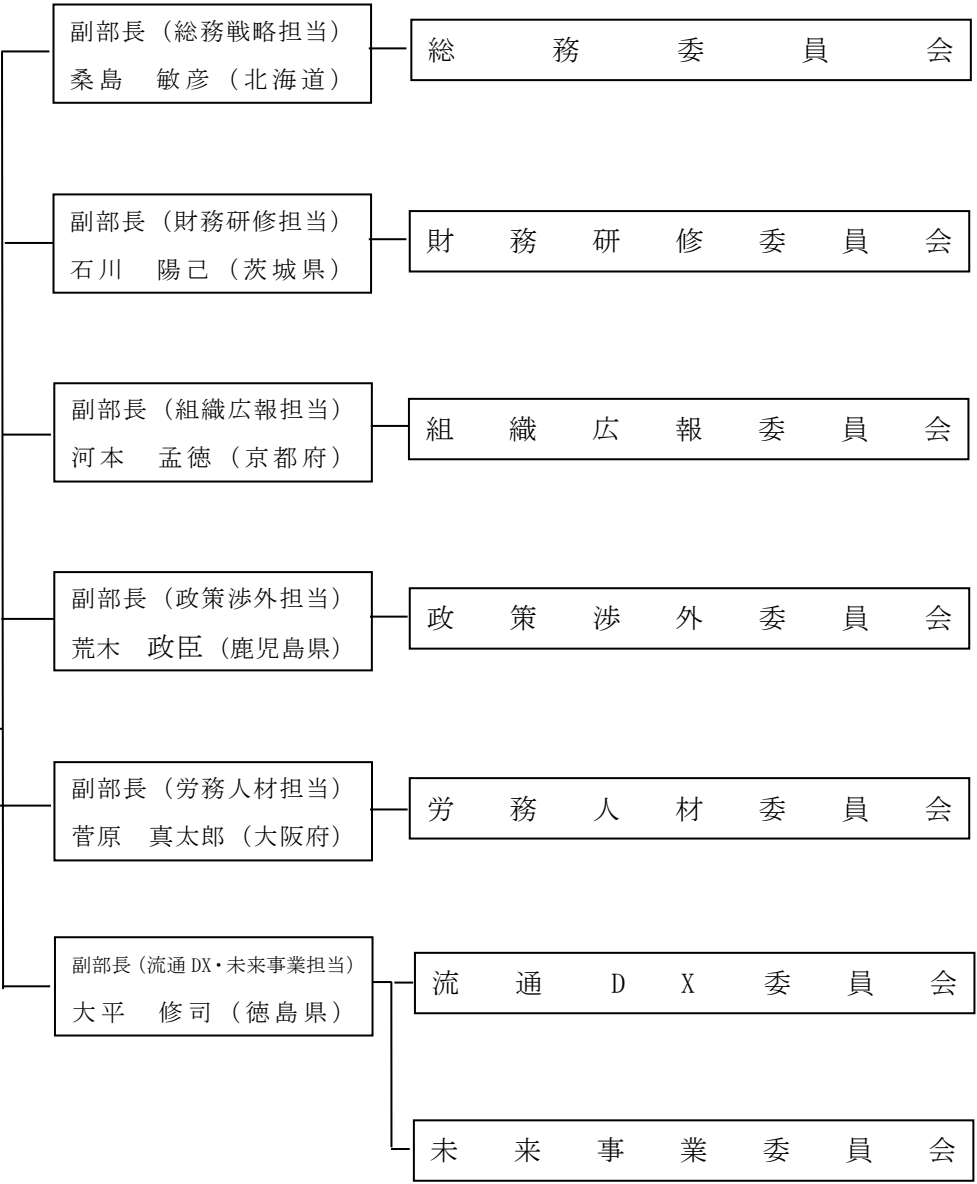 副部長（総務戦略担当）
桑島　敏彦（北海道）
総務委員会
副部長（財務研修担当）
石川　陽己（茨城県）
財務研修委員会
副部長（組織広報担当）
河本　孟徳（京都府）
組織広報委員会
副部長（政策渉外担当）
荒木　政臣（鹿児島県）
政策渉外委員会
副部長（労務人材担当）
菅原　真太郎（大阪府）
労務人材委員会
副部長（流通DX・未来事業担当）
大平　修司（徳島県）
流通DX委員会
未来事業委員会